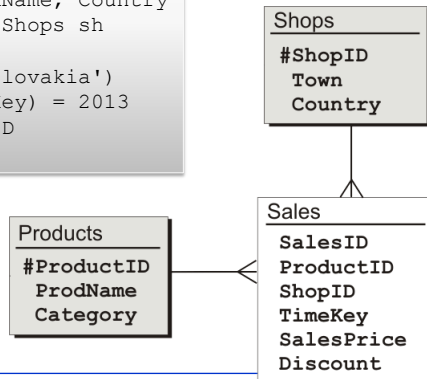 Name, Country
Shops sh
lovakia')
Key) = 2013
D
Shops
#ShopID
Town
Country
Products
#ProductID
ProdName
Category
Sales
SalesID
ProductID
ShopID
TimeKey
SalesPrice
Discount